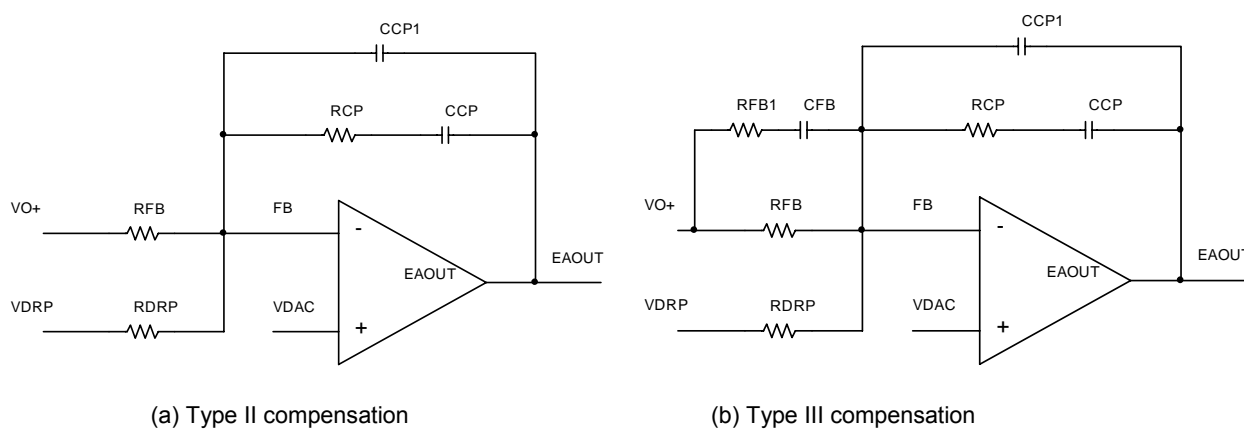 CCP1
RCP
CCP
VO+
RFB
FB
-
EAOUT
EAOUT
VDRP
RDRP
VDAC
+
(a) Type II compensation
CCP1
RFB1
CFB
RCP
CCP
VO+
RFB
FB
-
EAOUT
EAOUT
VDRP
RDRP
VDAC
+
(b) Type III compensation